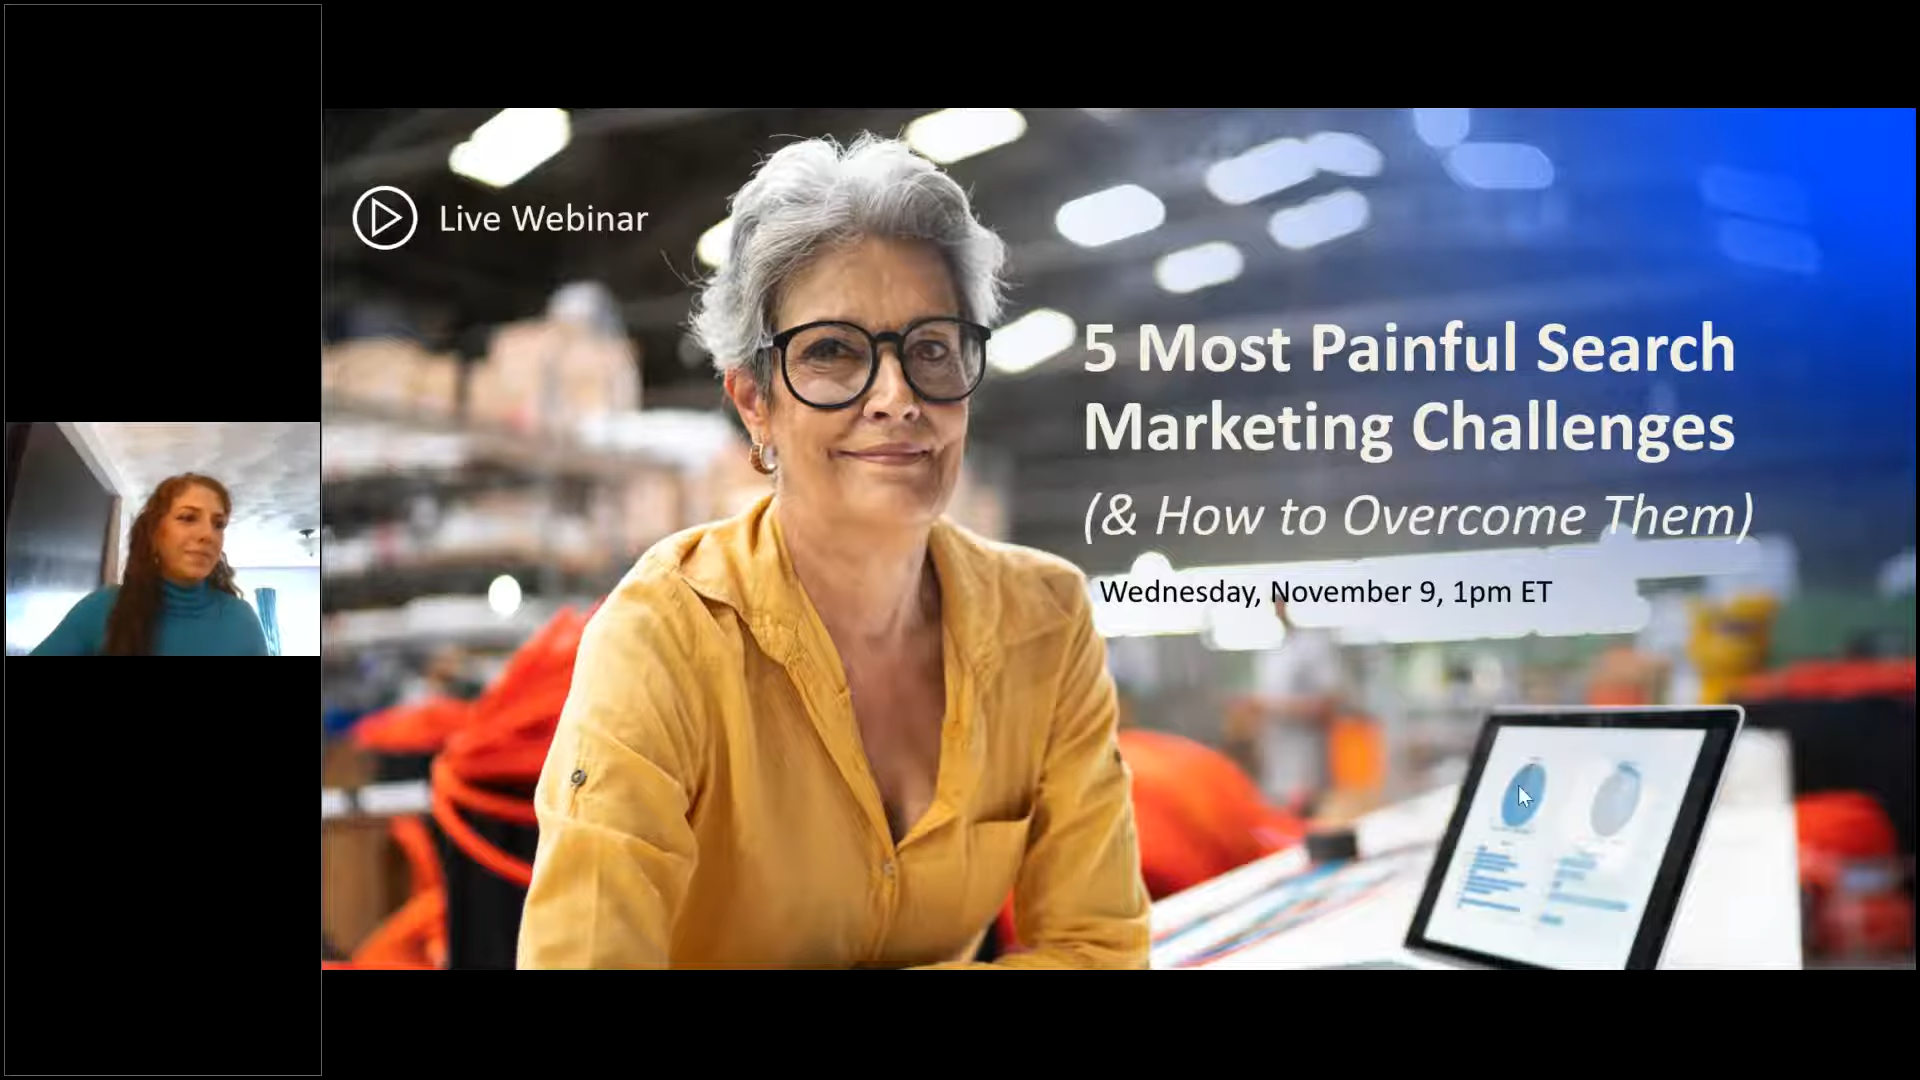 Live Webinar
5 Most Painful Search
Marketing Challenges
(& How to Overcome Them)
Wednesday, November 9, 1pm ET